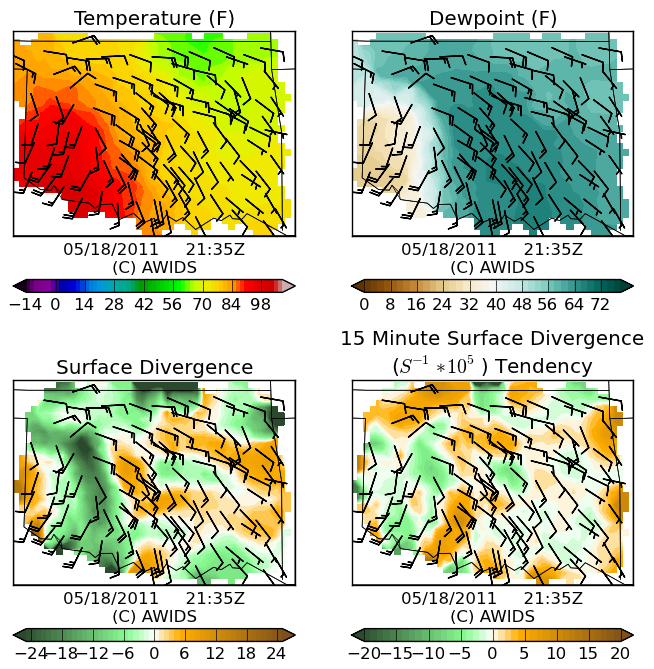 Temperature (F)
Dewpoint (F)
05/18/2011 21:35Z
(C) AWIDS
05/18/2011 21:35Z
(C) AWIDS
−14 0 14 28 42 56 70 84 98
0 8 16 24 32 40 48 56 64 72
Surface Divergence
15 Minute Surface Divergence
(S⁻¹ *10⁵ ) Tendency
05/18/2011 21:35Z
(C) AWIDS
05/18/2011 21:35Z
(C) AWIDS
−24 −18 −12 −6 0 6 12 18 24
−20 −15 −10 −5 0 5 10 15 20